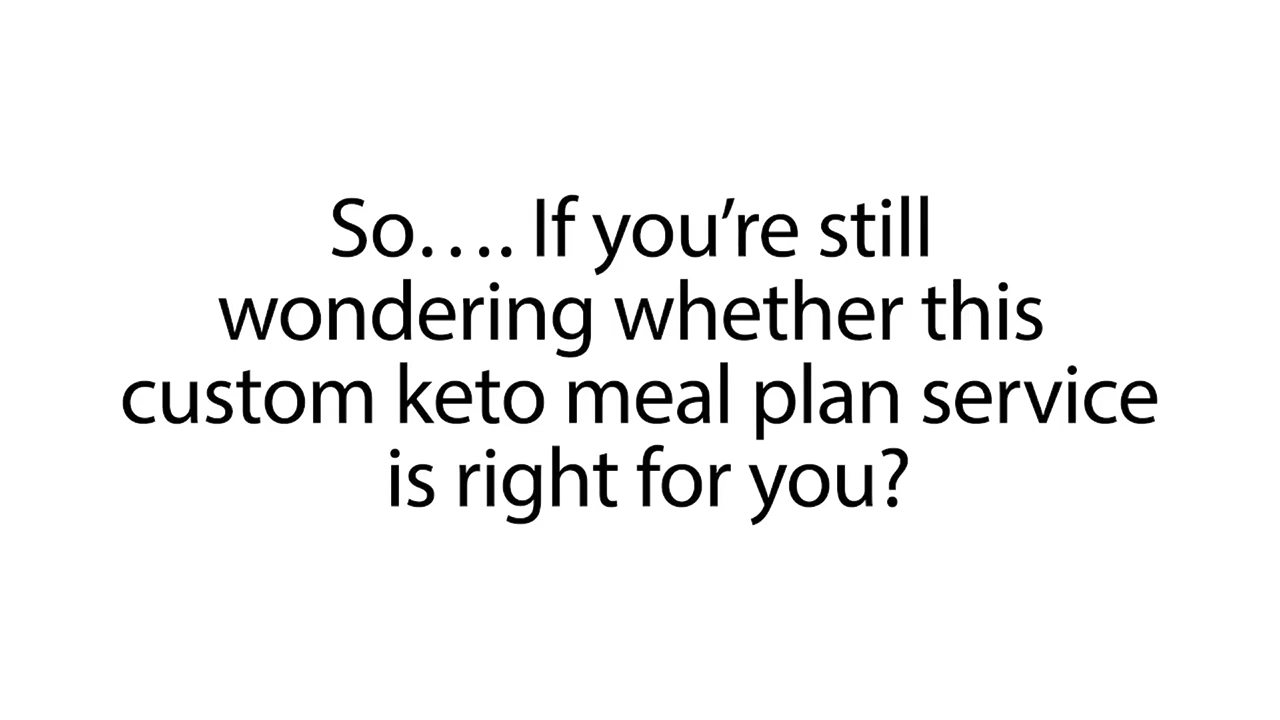 So…. If you’re still
wondering whether this
custom keto meal plan service
is right for you?